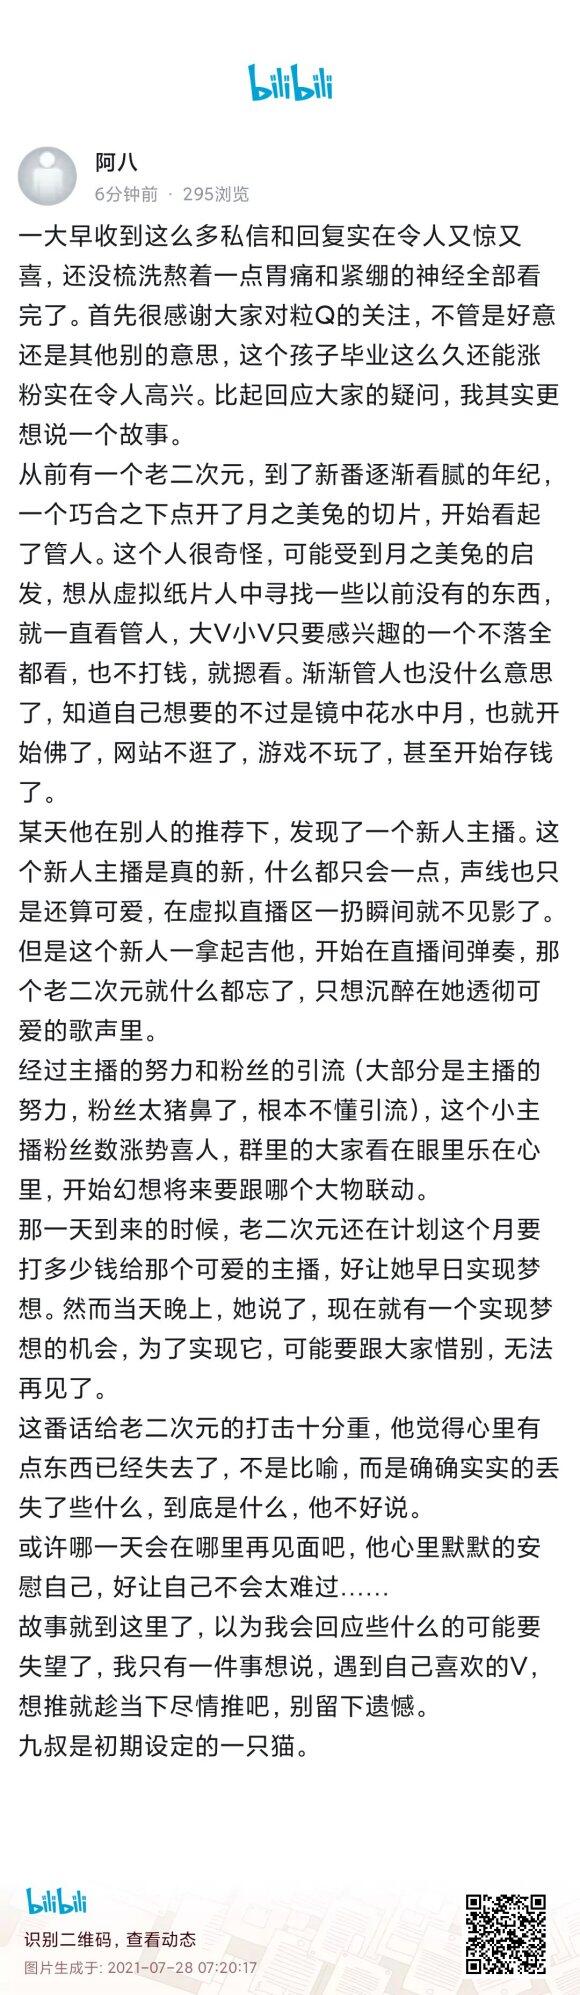 bilibili
阿八
6分钟前 · 295浏览
一大早收到这么多私信和回复实在令人又惊又
喜，还没梳洗熬着一点胃痛和紧绷的神经全部看
完了。首先很感谢大家对粒Q的关注，不管是好意
还是其他别的意思，这个孩子毕业这么久还能涨
粉实在令人高兴。比起回应大家的疑问，我其实更
想说一个故事。
从前有一个老二次元，到了新番逐渐看腻的年纪，
一个巧合之下点开了月之美兔的切片，开始看起
了管人。这个人很奇怪，可能受到月之美兔的启
发，想从虚拟纸片人中寻找一些以前没有的东西，
就一直看管人，大V小V只要感兴趣的一个不落全
都看，也不打钱，就摁看。渐渐管人也没什么意思
了，知道自己想要的不过是镜中花水中月，也就开
始佛了，网站不逛了，游戏不玩了，甚至开始存钱
了。
某天他在别人的推荐下，发现了一个新人主播。这
个新人主播是真的新，什么都只会一点，声线也只
是还算可爱，在虚拟直播区一扔瞬间就不见影了。
但是这个新人一拿起吉他，开始在直播间弹奏，那
个老二次元就什么都忘了，只想沉醉在她透彻可
爱的歌声里。
经过主播的努力和粉丝的引流（大部分是主播的
努力，粉丝太猪鼻了，根本不懂引流），这个小主
播粉丝数涨势喜人，群里的大家看在眼里乐在心
里，开始幻想将来要跟哪个大物联动。
那一天到来的时候，老二次元还在计划这个月要
打多少钱给那个可爱的主播，好让她早日实现梦
想。然而当天晚上，她说了，现在就有一个实现梦
想的机会，为了实现它，可能要跟大家惜别，无法
再见了。
这番话给老二次元的打击十分重，他觉得心里有
点东西已经失去了，不是比喻，而是确确实实的丢
失了些什么，到底是什么，他不好说。
或许哪一天会在哪里再见面吧，他心里默默的安
慰自己，好让自己不会太难过……
故事就到这里了，以为我会回应些什么的可能要
失望了，我只有一件事想说，遇到自己喜欢的V，
想推就趁当下尽情推吧，别留下遗憾。
九叔是初期设定的一只猫。
bilibili
识别二维码，查看动态
图片生成于: 2021-07-28 07:20:17